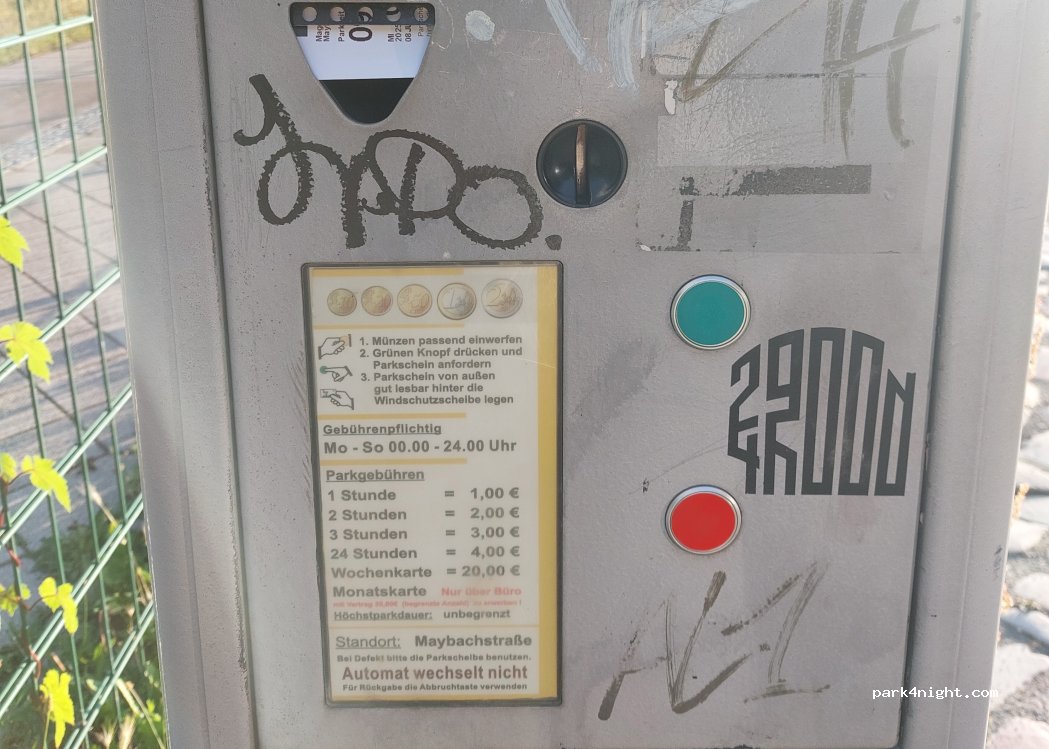 0
1. Münzen passend einwerfen
2. Grünen Knopf drücken und
Parkschein anfordern
3. Parkschein von außen
gut lesbar hinter die
Windschutzscheibe legen
Gebührenpflichtig
Mo - So 00.00 - 24.00 Uhr
Parkgebühren
1 Stunde = 1,00 €
2 Stunden = 2,00 €
3 Stunden = 3,00 €
24 Stunden = 4,00 €
Wochenkarte = 20,00 €
Monatskarte Nur über Büro
Höchstparkdauer: unbegrenzt
Standort: Maybachstraße
Bei Defekt bitte die Parkscheibe benutzen.
Automat wechselt nicht
Für Rückgabe die Abbruchtaste verwenden
park4night.com